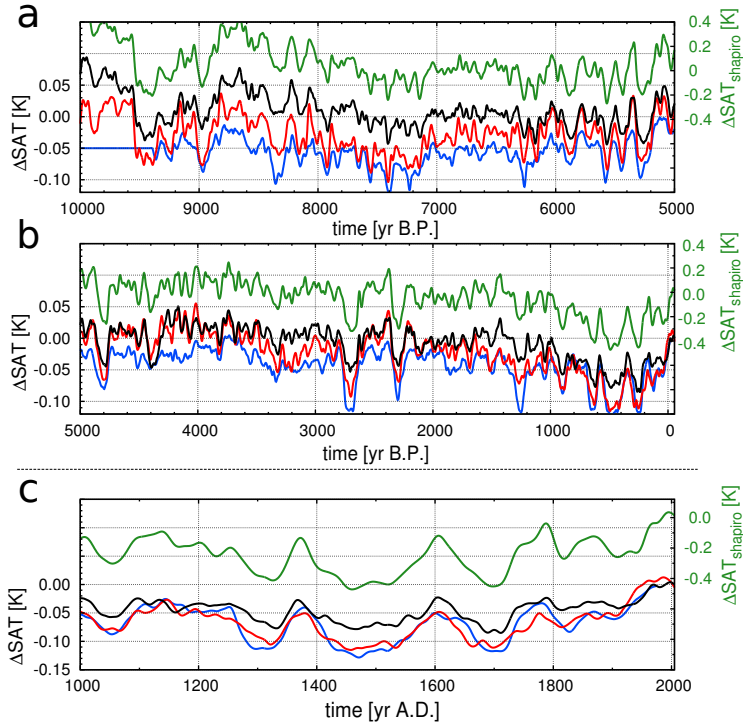 a
0.4
0.2
0.0
-0.2
-0.4
ΔSAT_shapiro [K]
0.05
0.00
-0.05
-0.10
ΔSAT [K]
10000 9000 8000 7000 6000 5000
time [yr B.P.]
b
0.4
0.2
0.0
-0.2
-0.4
ΔSAT_shapiro [K]
0.05
0.00
-0.05
-0.10
ΔSAT [K]
5000 4000 3000 2000 1000 0
time [yr B.P.]
c
0.0
-0.2
-0.4
ΔSAT_shapiro [K]
0.00
-0.05
-0.10
-0.15
ΔSAT [K]
1000 1200 1400 1600 1800 2000
time [yr A.D.]